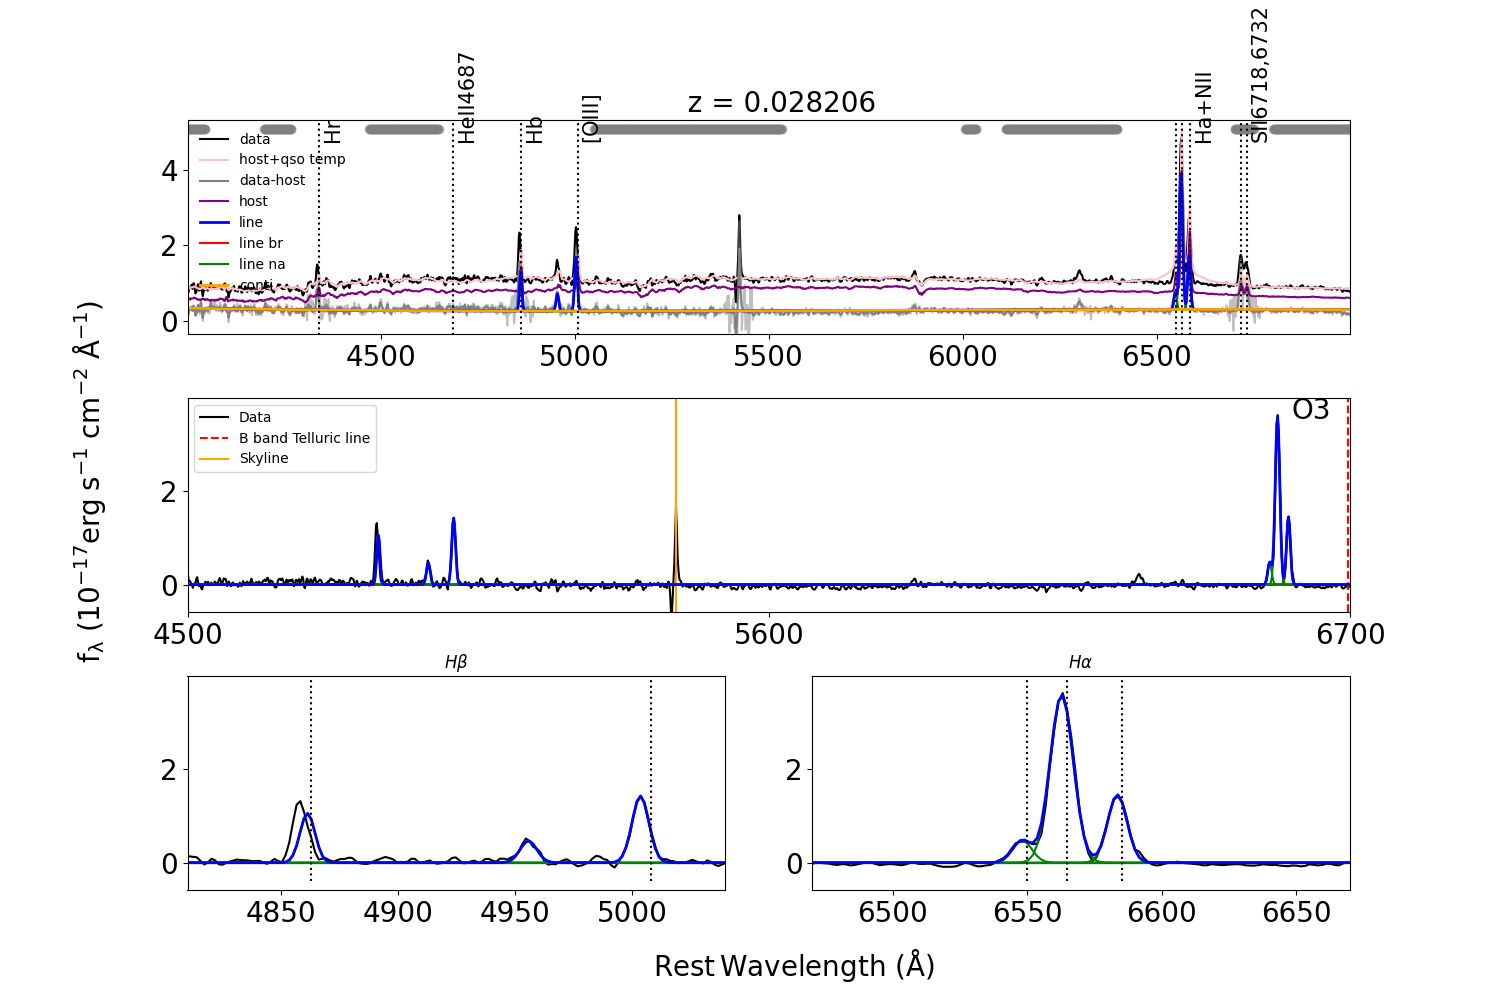 z = 0.028206
Hr
HeII4687
Hb
[OIII]
Ha+NII
SII6718,6732
data
host+qso temp
data-host
host
line
line br
line na
conti
4
2
0
4500 5000 5500 6000 6500
fλ (10⁻¹⁷erg s⁻¹ cm⁻² Å⁻¹)
Data
B band Telluric line
Skyline
O3
2
0
4500 5600 6700
Hβ
2
0
4850 4900 4950 5000
Hα
2
0
6500 6550 6600 6650
Rest Wavelength (Å)